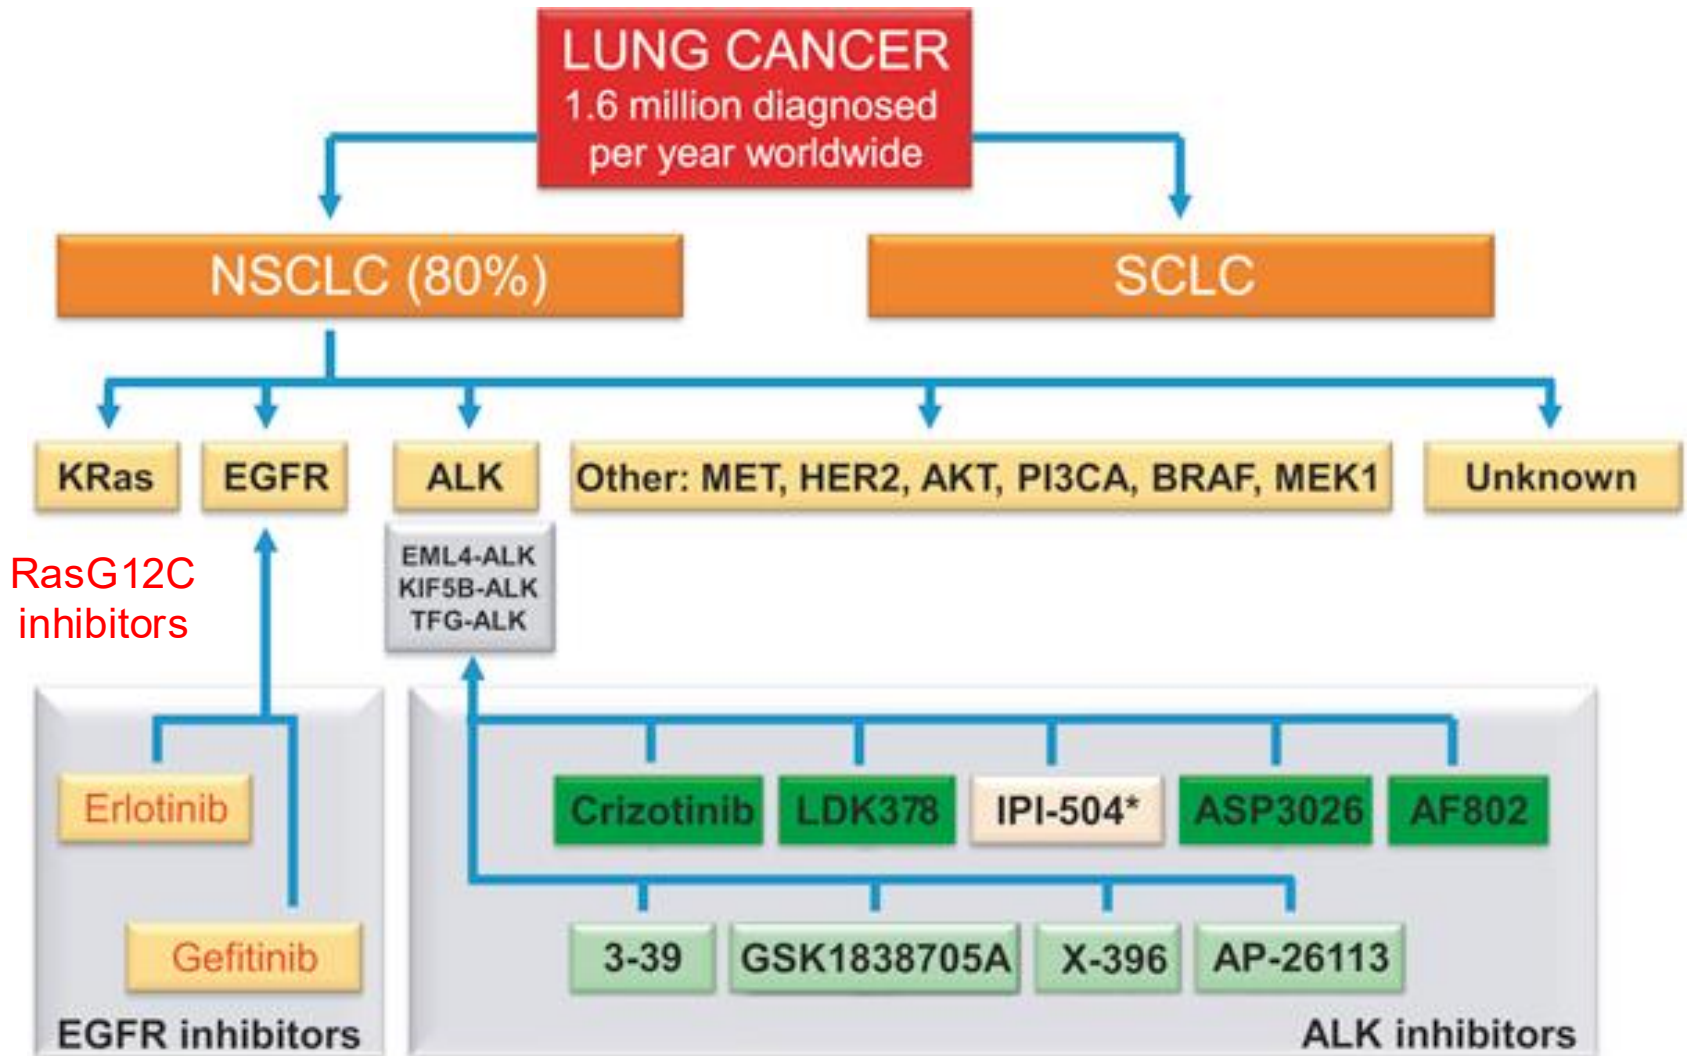 LUNG CANCER
1.6 million diagnosed
per year worldwide
NSCLC (80%)
SCLC
KRas
EGFR
ALK
Other: MET, HER2, AKT, PI3CA, BRAF, MEK1
Unknown
RasG12C
inhibitors
EML4-ALK
KIF5B-ALK
TFG-ALK
Erlotinib
Gefitinib
EGFR inhibitors
Crizotinib
LDK378
IPI-504*
ASP3026
AF802
3-39
GSK1838705A
X-396
AP-26113
ALK inhibitors